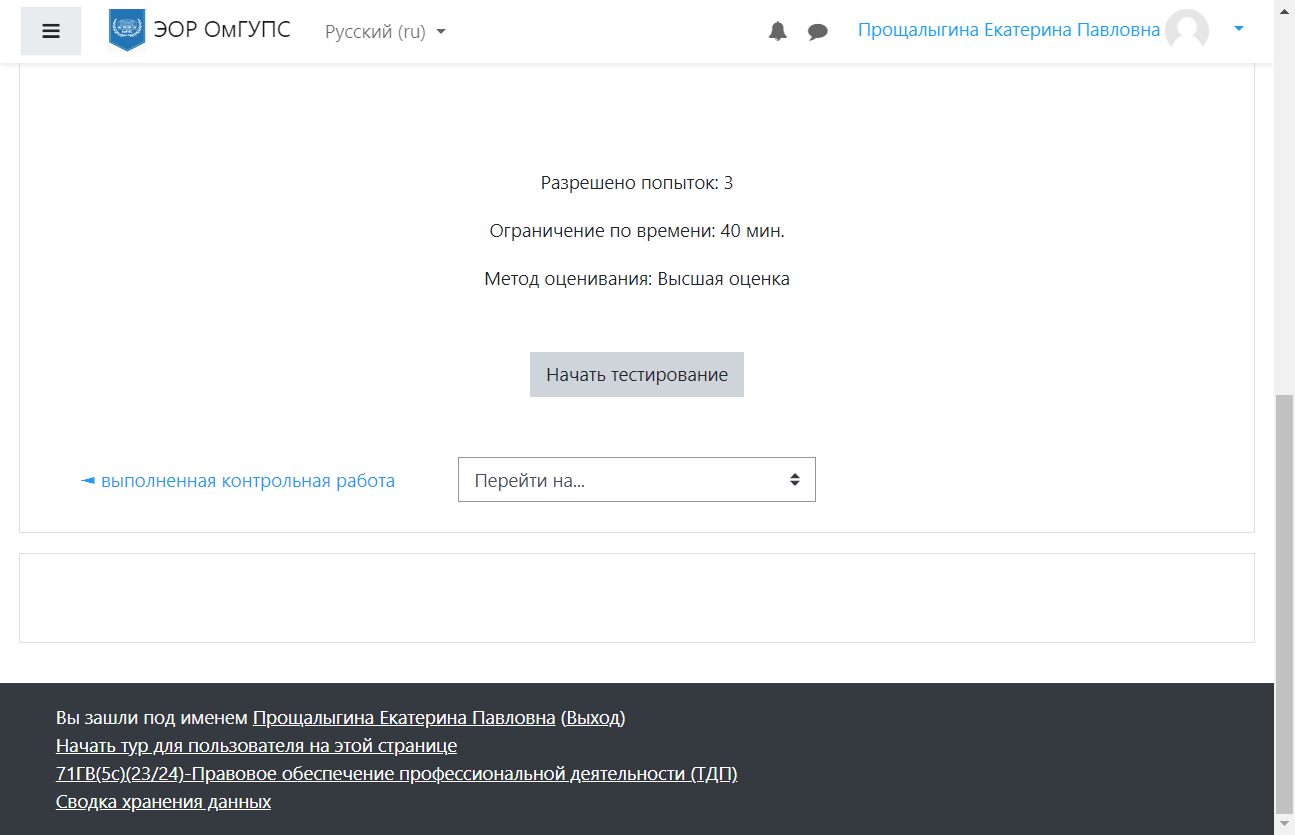 ЭОР ОмГУПС
Русский (ru)
Прощалыгина Екатерина Павловна
Разрешено попыток: 3
Ограничение по времени: 40 мин.
Метод оценивания: Высшая оценка
Начать тестирование
◄ выполненная контрольная работа
Перейти на...
Вы зашли под именем Прощалыгина Екатерина Павловна (Выход)
Начать тур для пользователя на этой странице
71ГВ(5с)(23/24)-Правовое обеспечение профессиональной деятельности (ТДП)
Сводка хранения данных